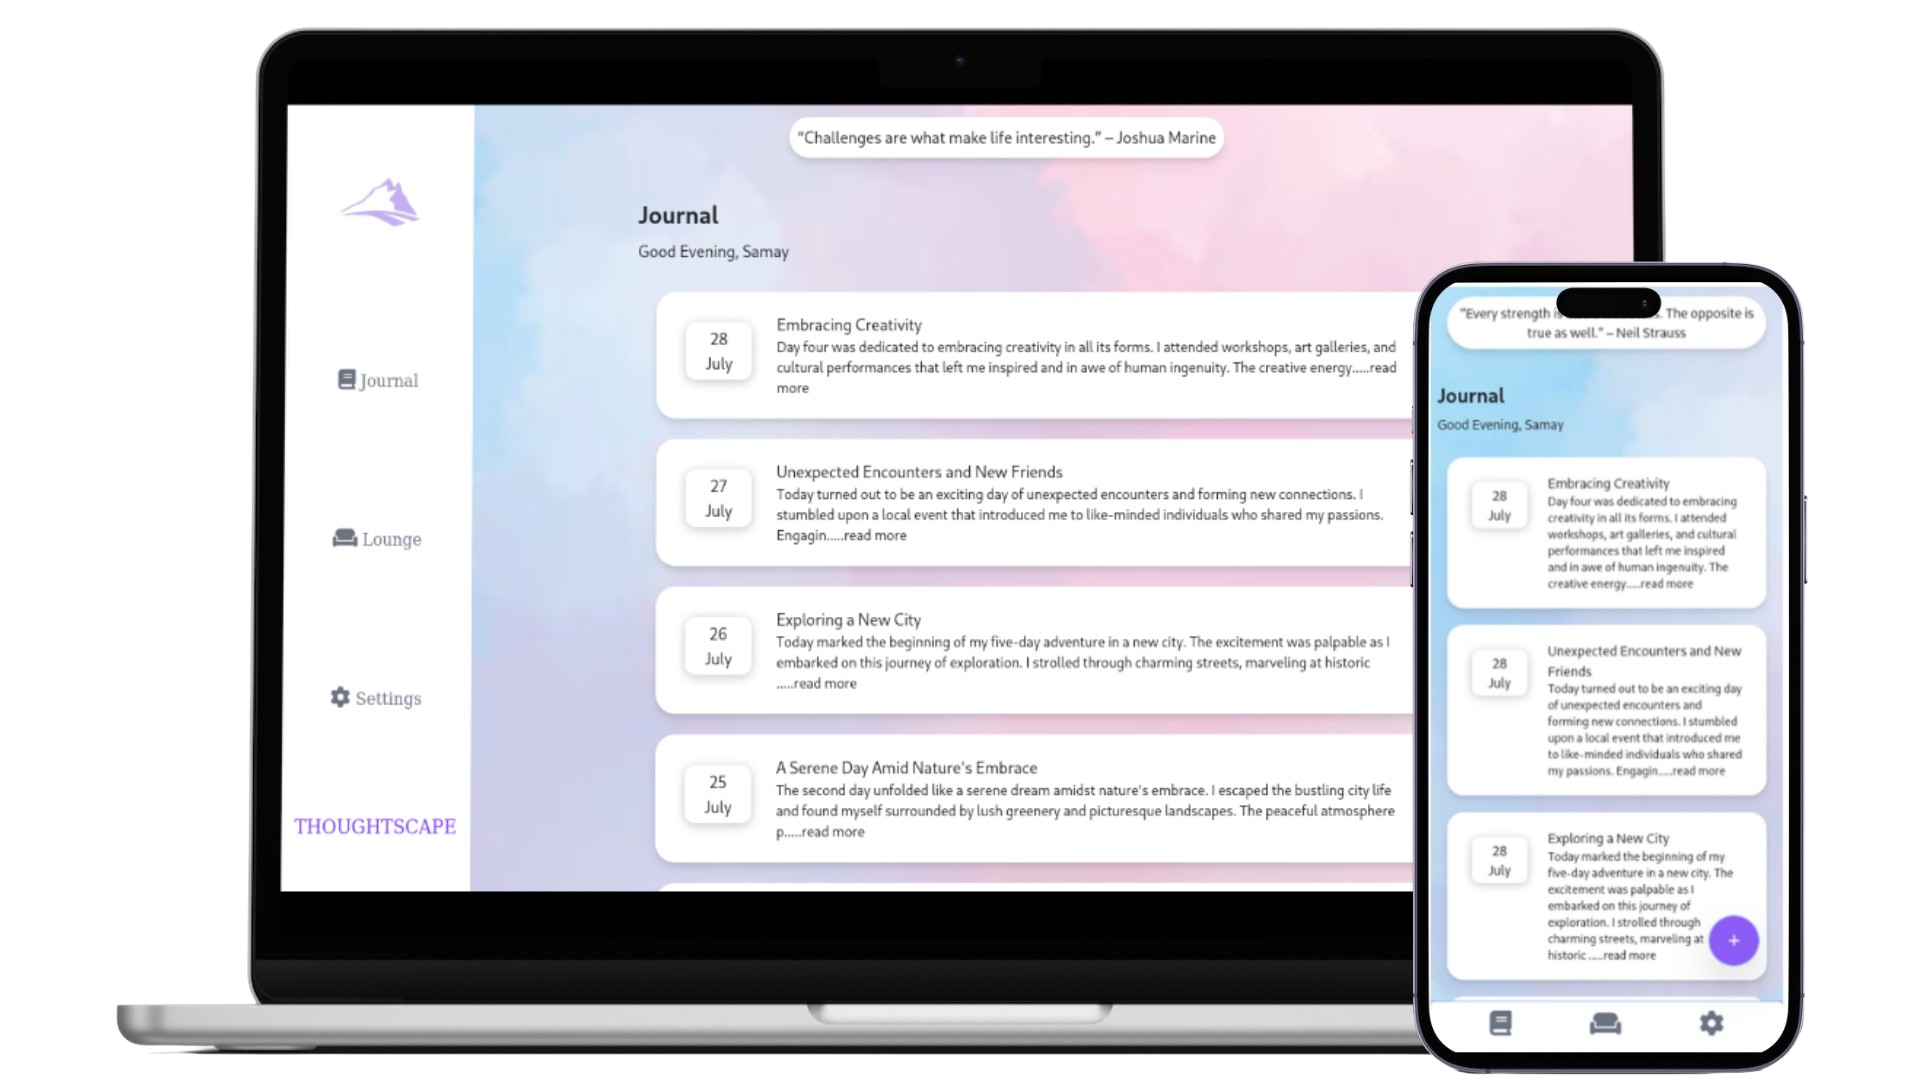 “Challenges are what make life interesting.” – Joshua Marine
Journal
Good Evening, Samay
Journal
Lounge
Settings
THOUGHTSCAPE
28
July
Embracing Creativity
Day four was dedicated to embracing creativity in all its forms. I attended workshops, art galleries, and
cultural performances that left me inspired and in awe of human ingenuity. The creative energy.....read
more
27
July
Unexpected Encounters and New Friends
Today turned out to be an exciting day of unexpected encounters and forming new connections. I
stumbled upon a local event that introduced me to like-minded individuals who shared my passions.
Engagin.....read more
26
July
Exploring a New City
Today marked the beginning of my five-day adventure in a new city. The excitement was palpable as I
embarked on this journey of exploration. I strolled through charming streets, marveling at historic
.....read more
25
July
A Serene Day Amid Nature's Embrace
The second day unfolded like a serene dream amidst nature's embrace. I escaped the bustling city life
and found myself surrounded by lush greenery and picturesque landscapes. The peaceful atmosphere
p.....read more
“Every strength is The opposite is
true as well.” – Neil Strauss
Journal
Good Evening, Samay
28
July
Embracing Creativity
Day four was dedicated to embracing
creativity in all its forms. I attended
workshops, art galleries, and cultural
performances that left me inspired
and in awe of human ingenuity. The
creative energy.....read more
28
July
Unexpected Encounters and New
Friends
Today turned out to be an exciting day
of unexpected encounters and
forming new connections. I stumbled
upon a local event that introduced me
to like-minded individuals who shared
my passions. Engagin.....read more
28
July
Exploring a New City
Today marked the beginning of my
five-day adventure in a new city. The
excitement was palpable as I
embarked on this journey of
exploration. I strolled through
charming streets, marveling at
historic .....read more
+